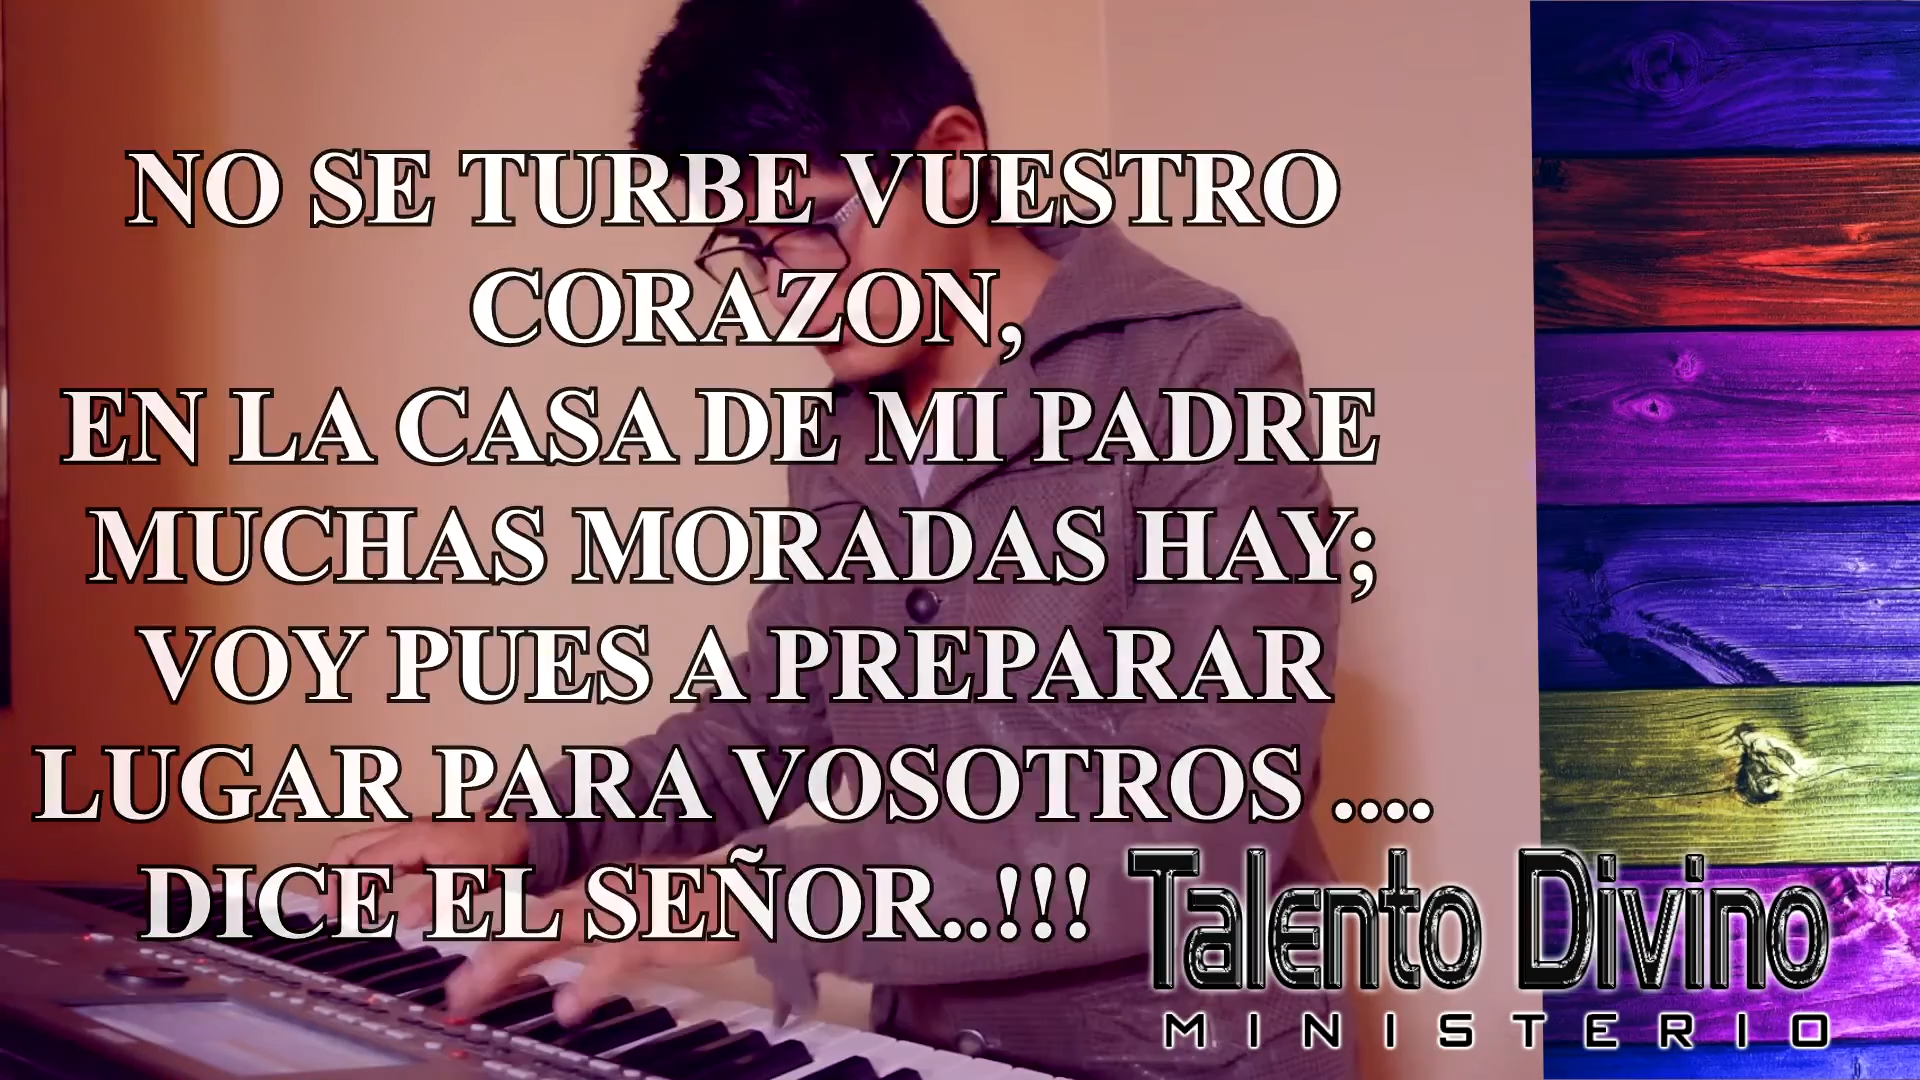 NO SE TURBE VUESTRO
CORAZON,
EN LA CASA DE MI PADRE
MUCHAS MORADAS HAY;
VOY PUES A PREPARAR
LUGAR PARA VOSOTROS ....
DICE EL SEÑOR..!!!
Talento Divino
MINISTERIO